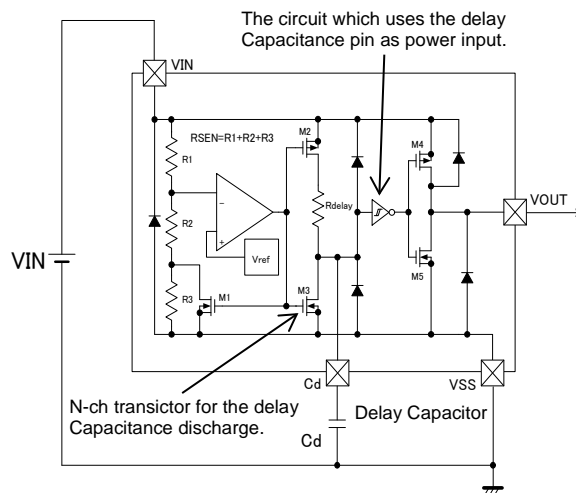 The circuit which uses the delay
Capacitance pin as power input.
VIN
RSEN=R1+R2+R3
M2
M4
R1
Rdelay
VOUT
R2
Vref
VIN
M5
R3
M1
M3
Cd
VSS
N-ch transictor for the delay
Capacitance discharge.
Delay Capacitor
Cd